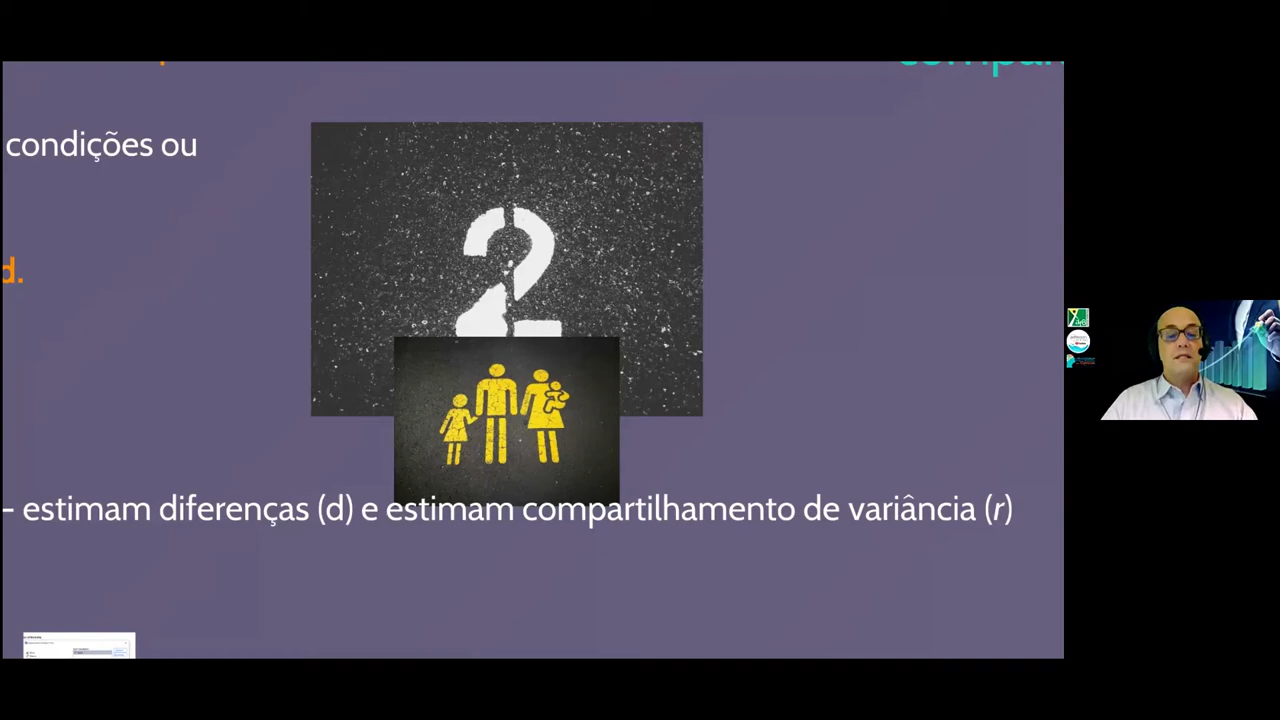 condições ou
2
d.
– estimam diferenças (d) e estimam compartilhamento de variância (r)